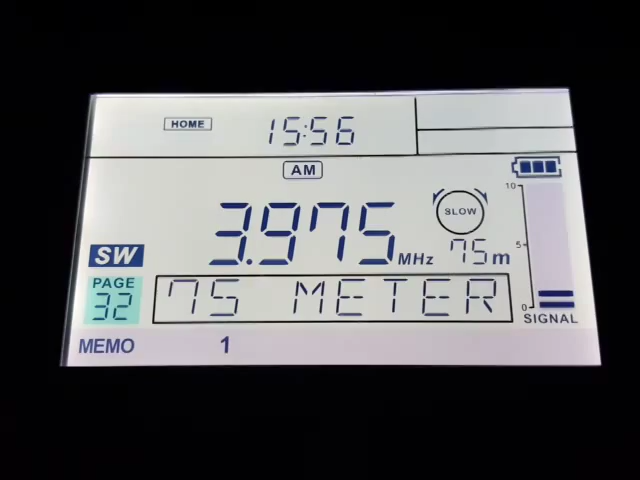 HOME 15:56
AM
SW 3.975 MHz SLOW 75m
10
5
0
PAGE 32 75 METER
SIGNAL
MEMO 1